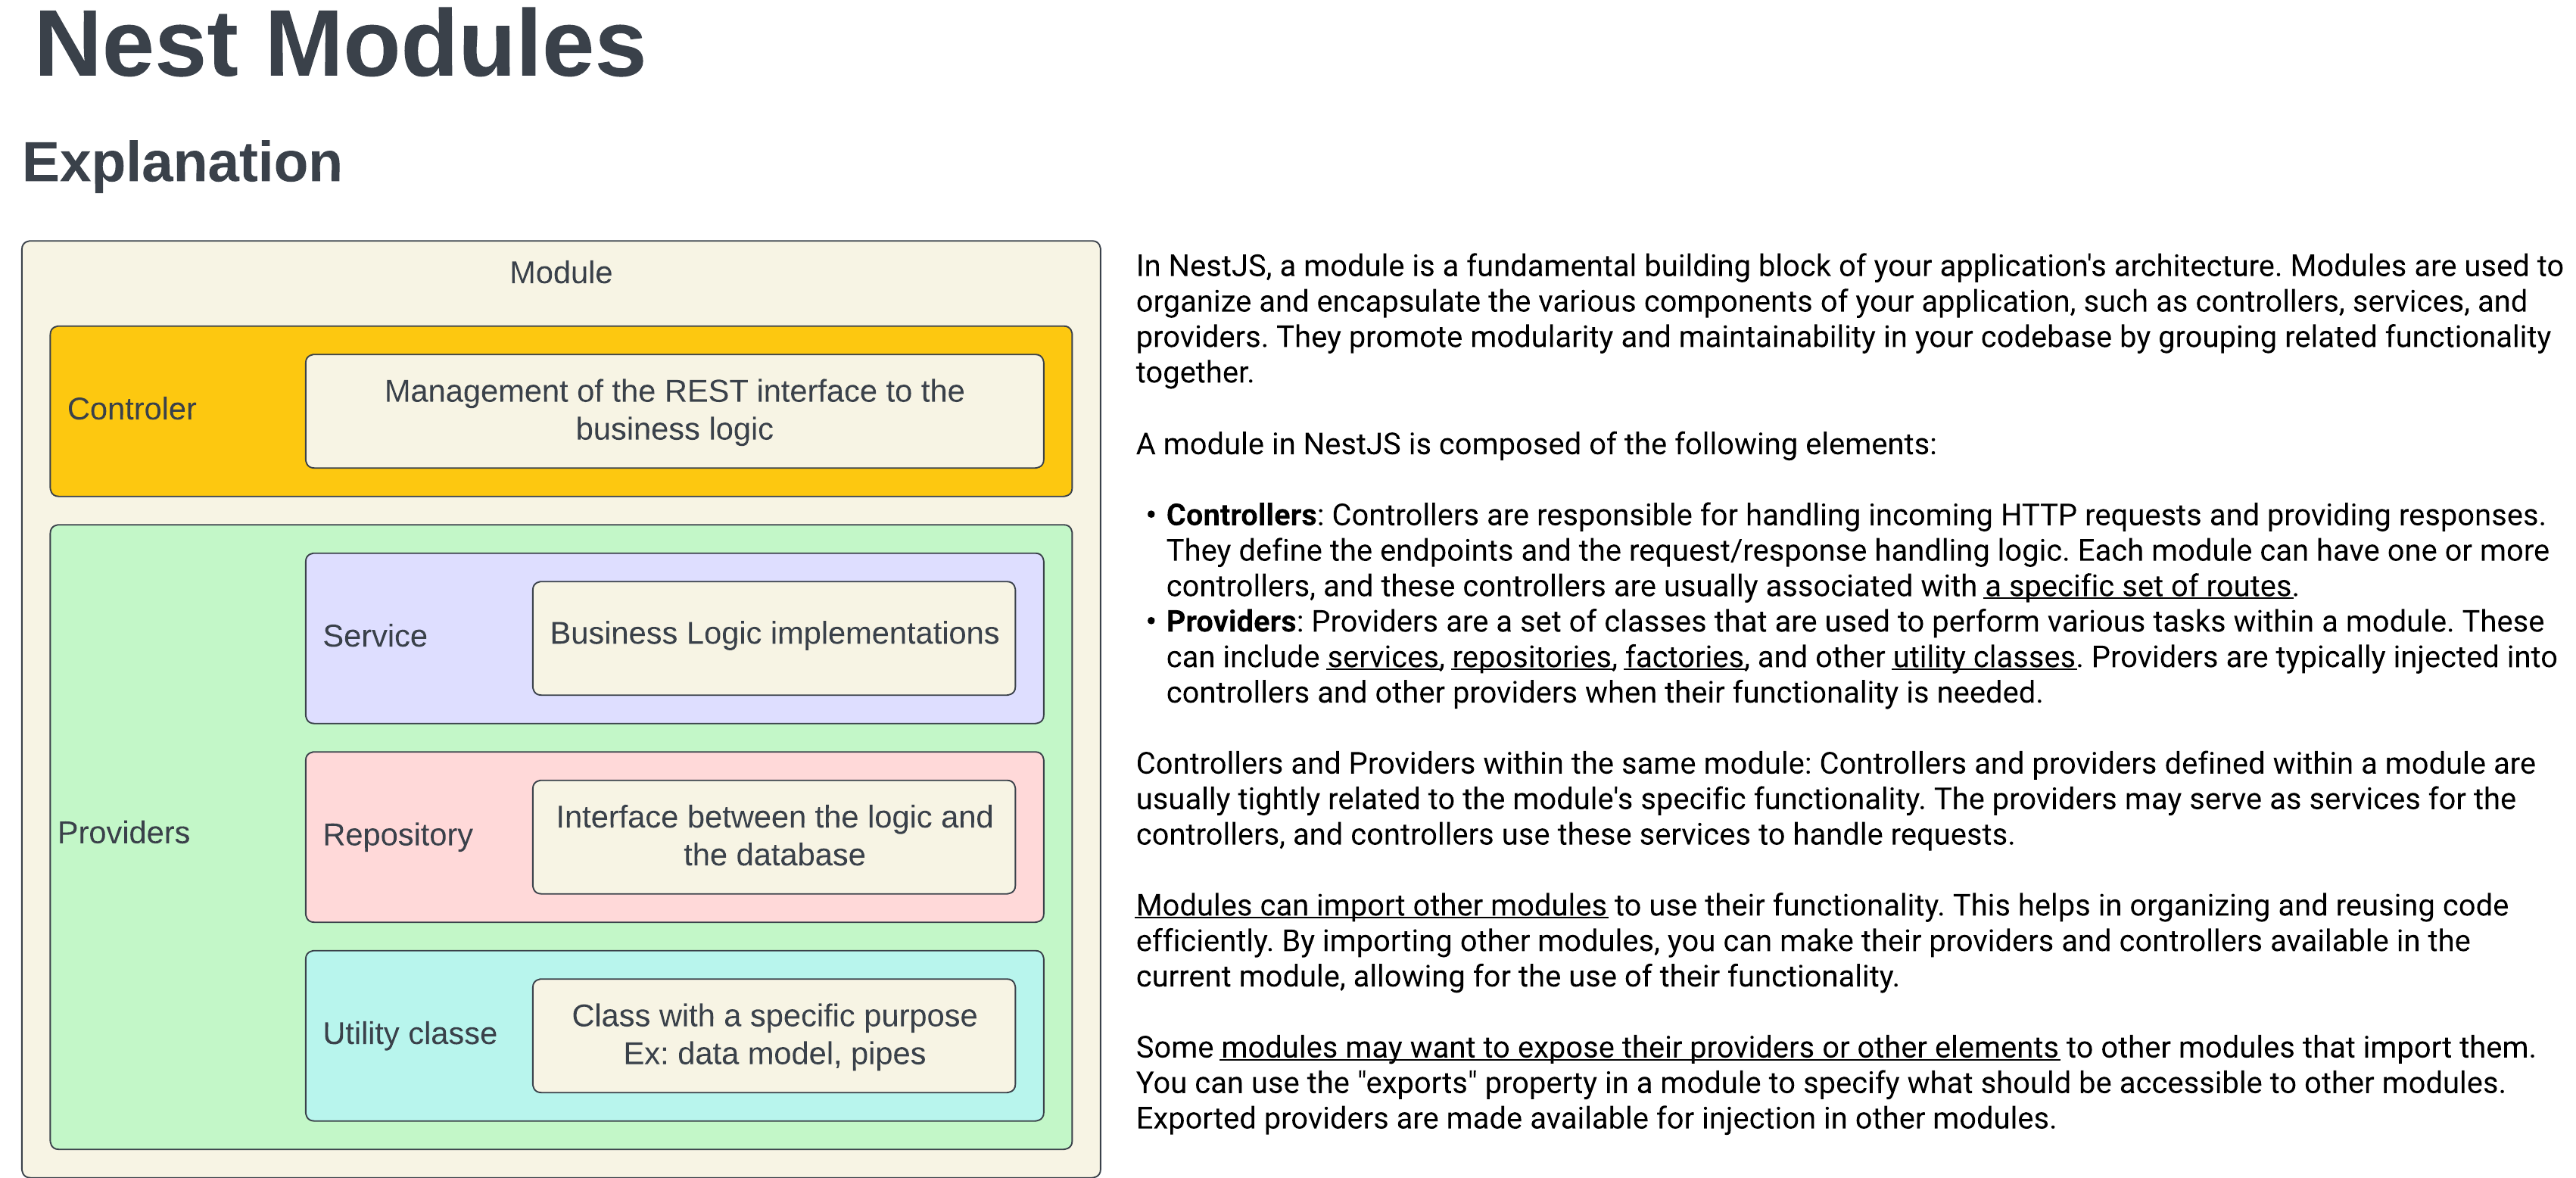 Nest Modules
Explanation
Module
Controler
Management of the REST interface to the
business logic
Providers
Service
Business Logic implementations
Repository
Interface between the logic and
the database
Utility classe
Class with a specific purpose
Ex: data model, pipes
In NestJS, a module is a fundamental building block of your application's architecture. Modules are used to
organize and encapsulate the various components of your application, such as controllers, services, and
providers. They promote modularity and maintainability in your codebase by grouping related functionality
together.
A module in NestJS is composed of the following elements:
• Controllers: Controllers are responsible for handling incoming HTTP requests and providing responses.
They define the endpoints and the request/response handling logic. Each module can have one or more
controllers, and these controllers are usually associated with a specific set of routes.
• Providers: Providers are a set of classes that are used to perform various tasks within a module. These
can include services, repositories, factories, and other utility classes. Providers are typically injected into
controllers and other providers when their functionality is needed.
Controllers and Providers within the same module: Controllers and providers defined within a module are
usually tightly related to the module's specific functionality. The providers may serve as services for the
controllers, and controllers use these services to handle requests.
Modules can import other modules to use their functionality. This helps in organizing and reusing code
efficiently. By importing other modules, you can make their providers and controllers available in the
current module, allowing for the use of their functionality.
Some modules may want to expose their providers or other elements to other modules that import them.
You can use the "exports" property in a module to specify what should be accessible to other modules.
Exported providers are made available for injection in other modules.